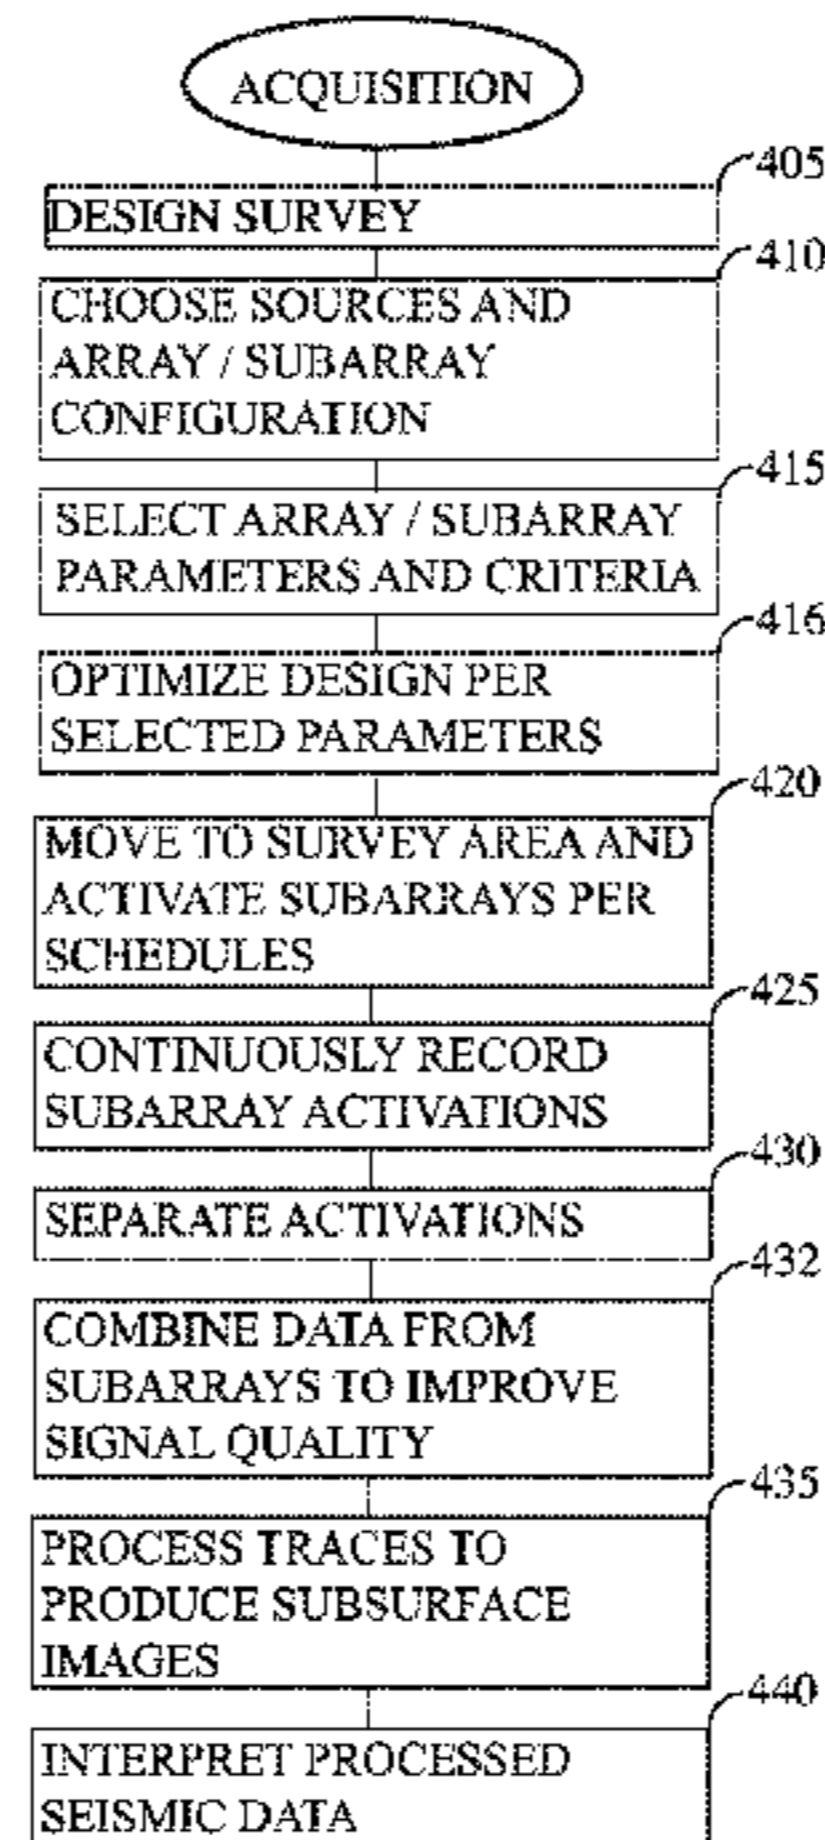 ACQUISITION
405
DESIGN SURVEY
410
CHOOSE SOURCES AND
ARRAY / SUBARRAY
CONFIGURATION
415
SELECT ARRAY / SUBARRAY
PARAMETERS AND CRITERIA
416
OPTIMIZE DESIGN PER
SELECTED PARAMETERS
420
MOVE TO SURVEY AREA AND
ACTIVATE SUBARRAYS PER
SCHEDULES
425
CONTINUOUSLY RECORD
SUBARRAY ACTIVATIONS
430
SEPARATE ACTIVATIONS
432
COMBINE DATA FROM
SUBARRAYS TO IMPROVE
SIGNAL QUALITY
435
PROCESS TRACES TO
PRODUCE SUBSURFACE
IMAGES
440
INTERPRET PROCESSED
SEISMIC DATA